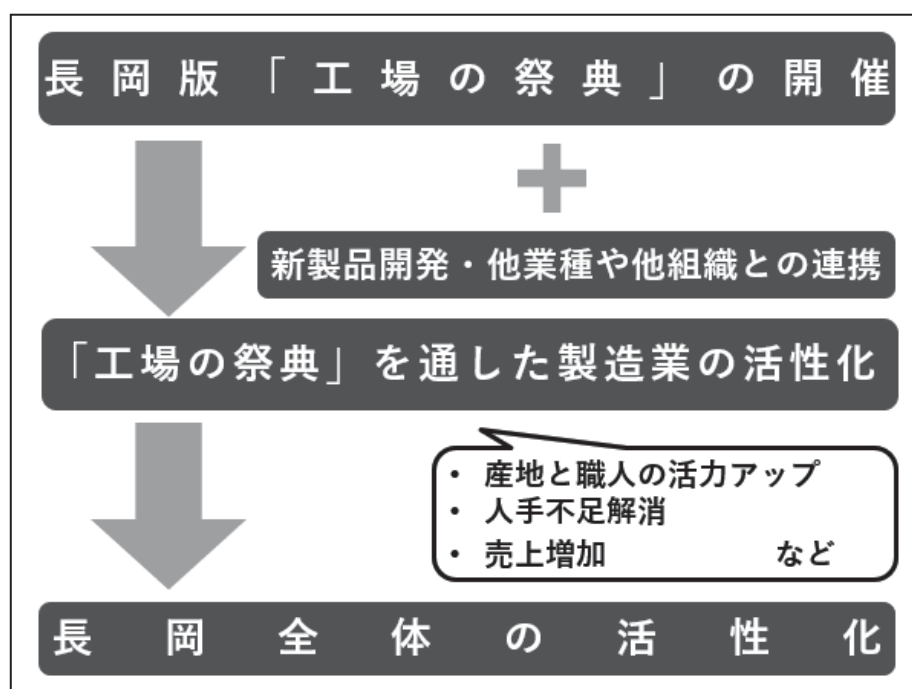 長岡版「工場の祭典」の開催
新製品開発・他業種や他組織との連携
「工場の祭典」を通した製造業の活性化
・ 産地と職人の活力アップ
・ 人手不足解消
・ 売上増加 など
長岡全体の活性化